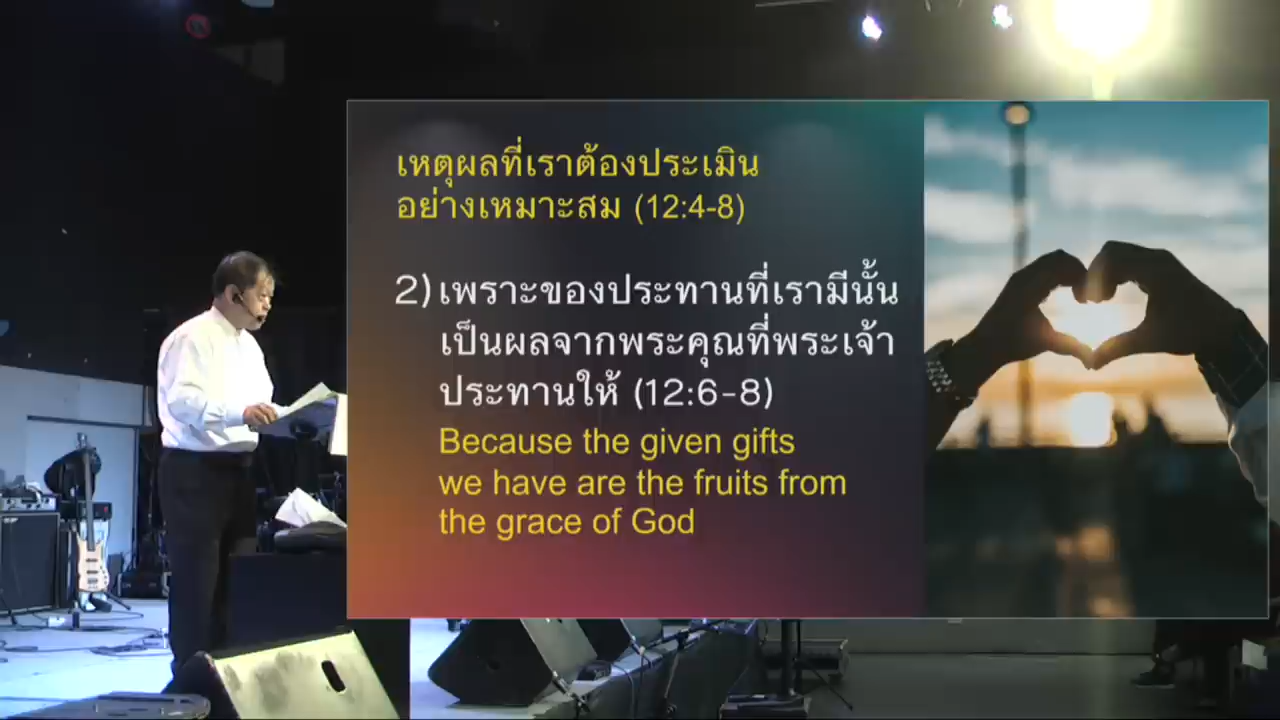 เหตุผลที่เราต้องประเมิน
อย่างเหมาะสม (12:4-8)
2) เพราะของประทานที่เรามีนั้น
เป็นผลจากพระคุณที่พระเจ้า
ประทานให้ (12:6-8)
Because the given gifts
we have are the fruits from
the grace of God